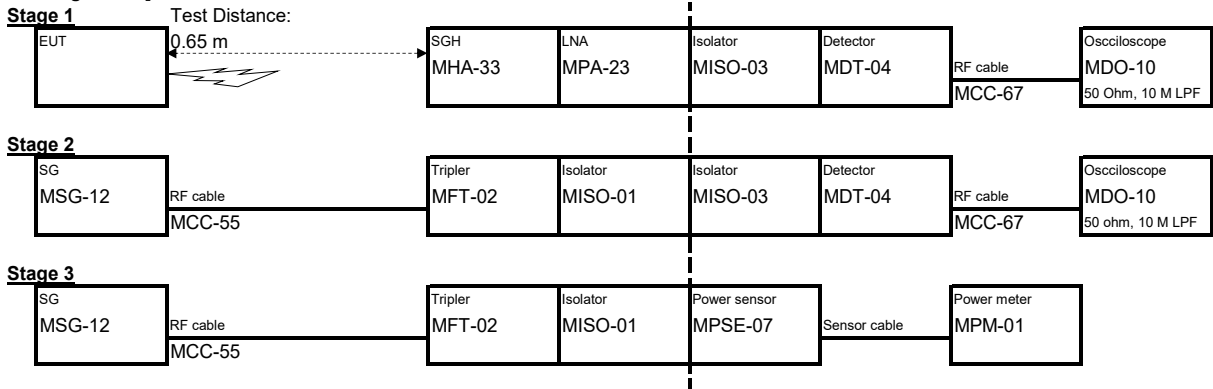 Stage 1
Test Distance:
0.65 m
EUT
SGH
MHA-33
LNA
MPA-23
Isolator
MISO-03
Detector
MDT-04
RF cable
MCC-67
Oscciloscope
MDO-10
50 Ohm, 10 M LPF
Stage 2
SG
MSG-12
RF cable
MCC-55
Tripler
MFT-02
Isolator
MISO-01
Isolator
MISO-03
Detector
MDT-04
RF cable
MCC-67
Oscciloscope
MDO-10
50 ohm, 10 M LPF
Stage 3
SG
MSG-12
RF cable
MCC-55
Tripler
MFT-02
Isolator
MISO-01
Power sensor
MPSE-07
Sensor cable
Power meter
MPM-01